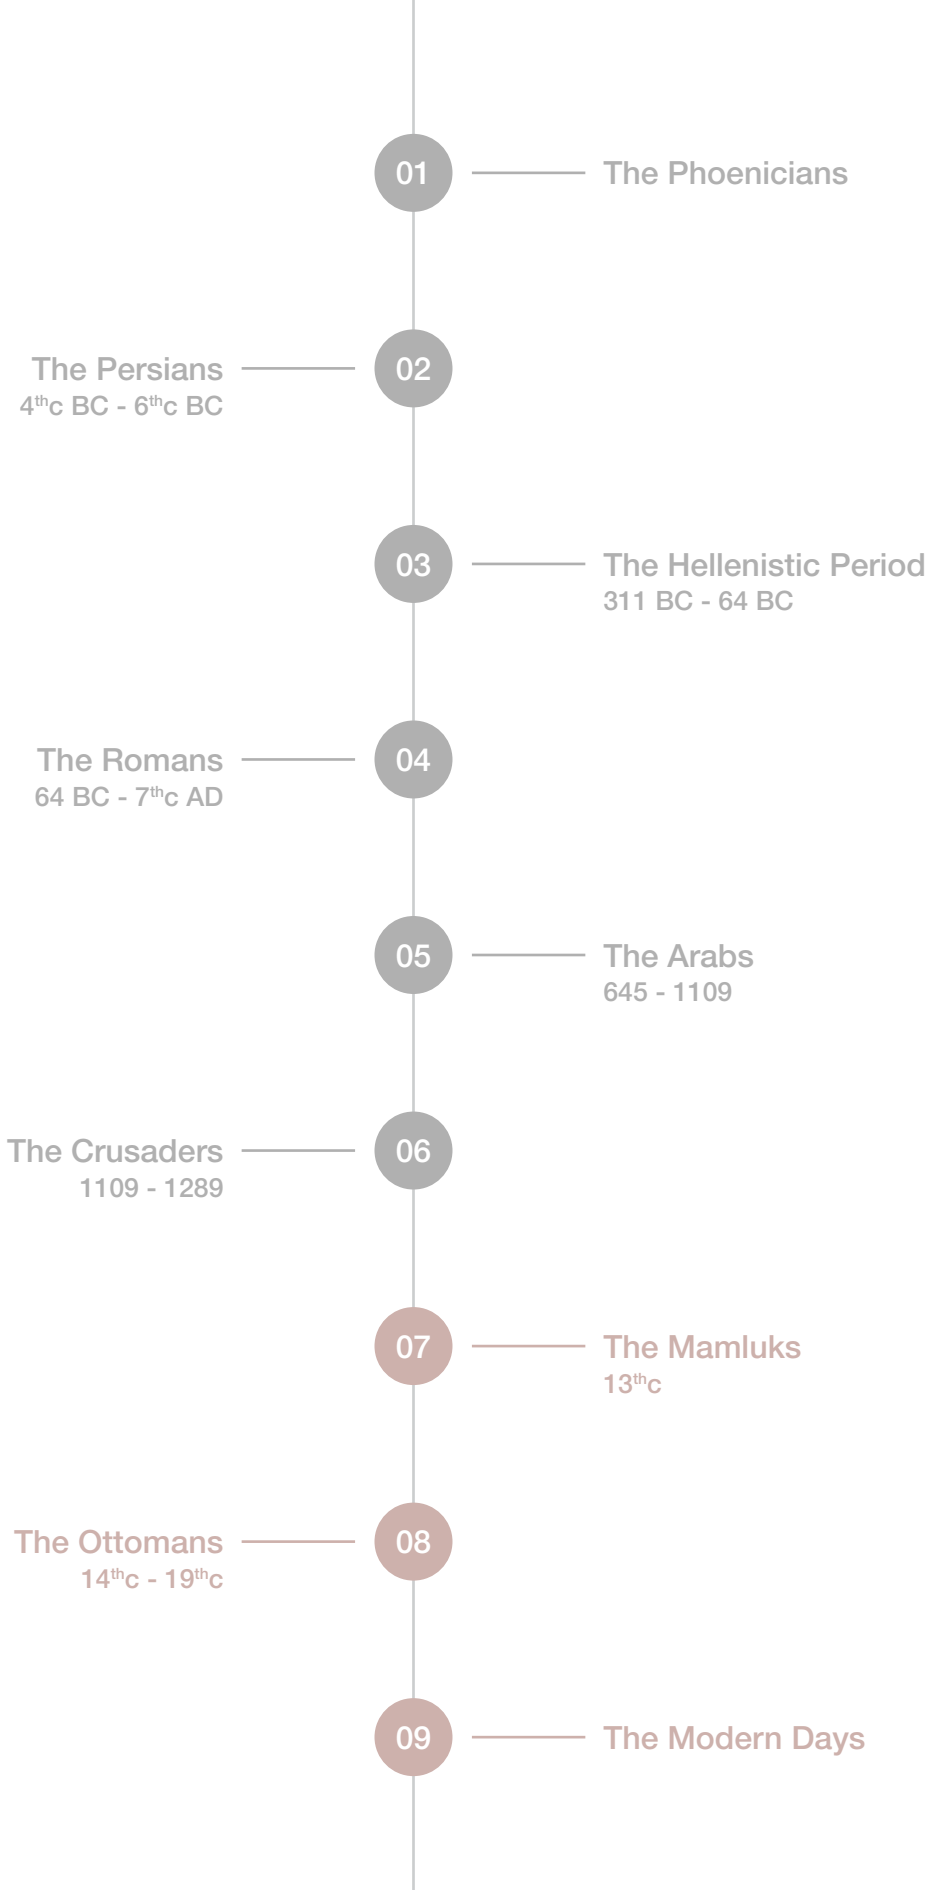 01
The Phoenicians
The Persians
4thc BC - 6thc BC
02
03
The Hellenistic Period
311 BC - 64 BC
The Romans
64 BC - 7thc AD
04
05
The Arabs
645 - 1109
The Crusaders
1109 - 1289
06
07
The Mamluks
13thc
The Ottomans
14thc - 19thc
08
09
The Modern Days